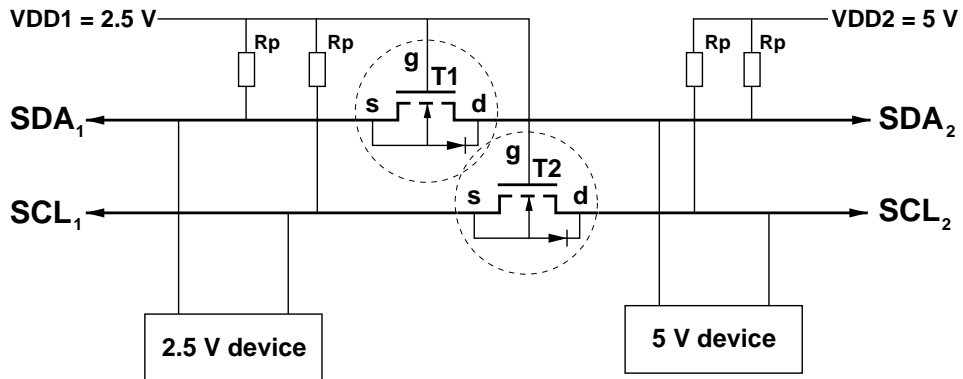 VDD1 = 2.5 V
VDD2 = 5 V
Rp
Rp
Rp
Rp
g
T1
s
d
SDA1
SDA2
g
T2
s
d
SCL1
SCL2
2.5 V device
5 V device